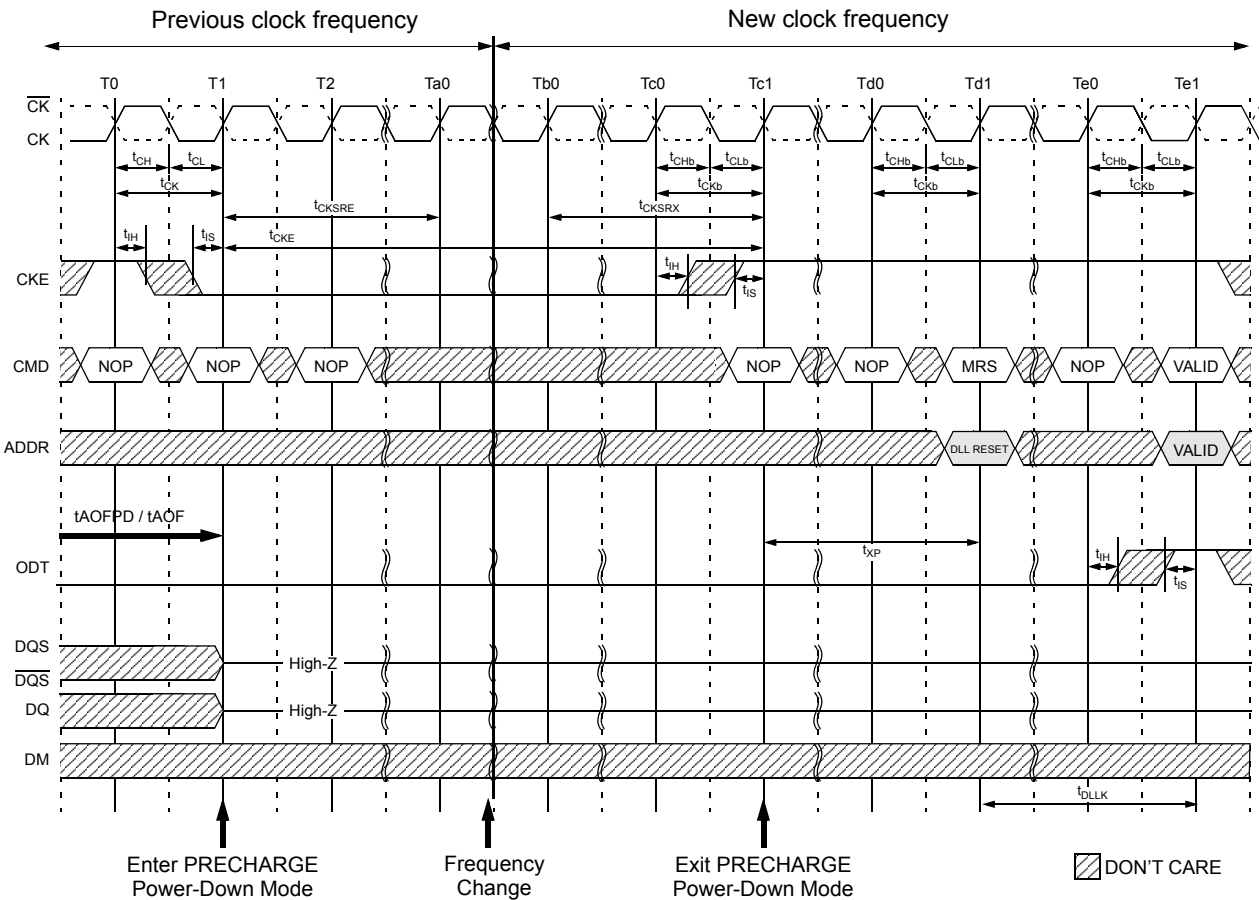 Previous clock frequency New clock frequency
T0 T1 T2 Ta0 Tb0 Tc0 Tc1 Td0 Td1 Te0 Te1
CK
CK
tCH tCL tCHb tCLb tCHb tCLb tCHb tCLb
tCK tCKb tCKb tCKb
tCKSRE tCKSRX
tIH tIS tCKE
CKE tIH tIS
CMD NOP NOP NOP NOP NOP MRS NOP VALID
ADDR DLL RESET VALID
tAOFPD / tAOF
tXP
ODT tIH tIS
DQS High-Z
DQS
DQ High-Z
DM
tDLLK
Enter PRECHARGE
Power-Down Mode
Frequency
Change
Exit PRECHARGE
Power-Down Mode
DON'T CARE